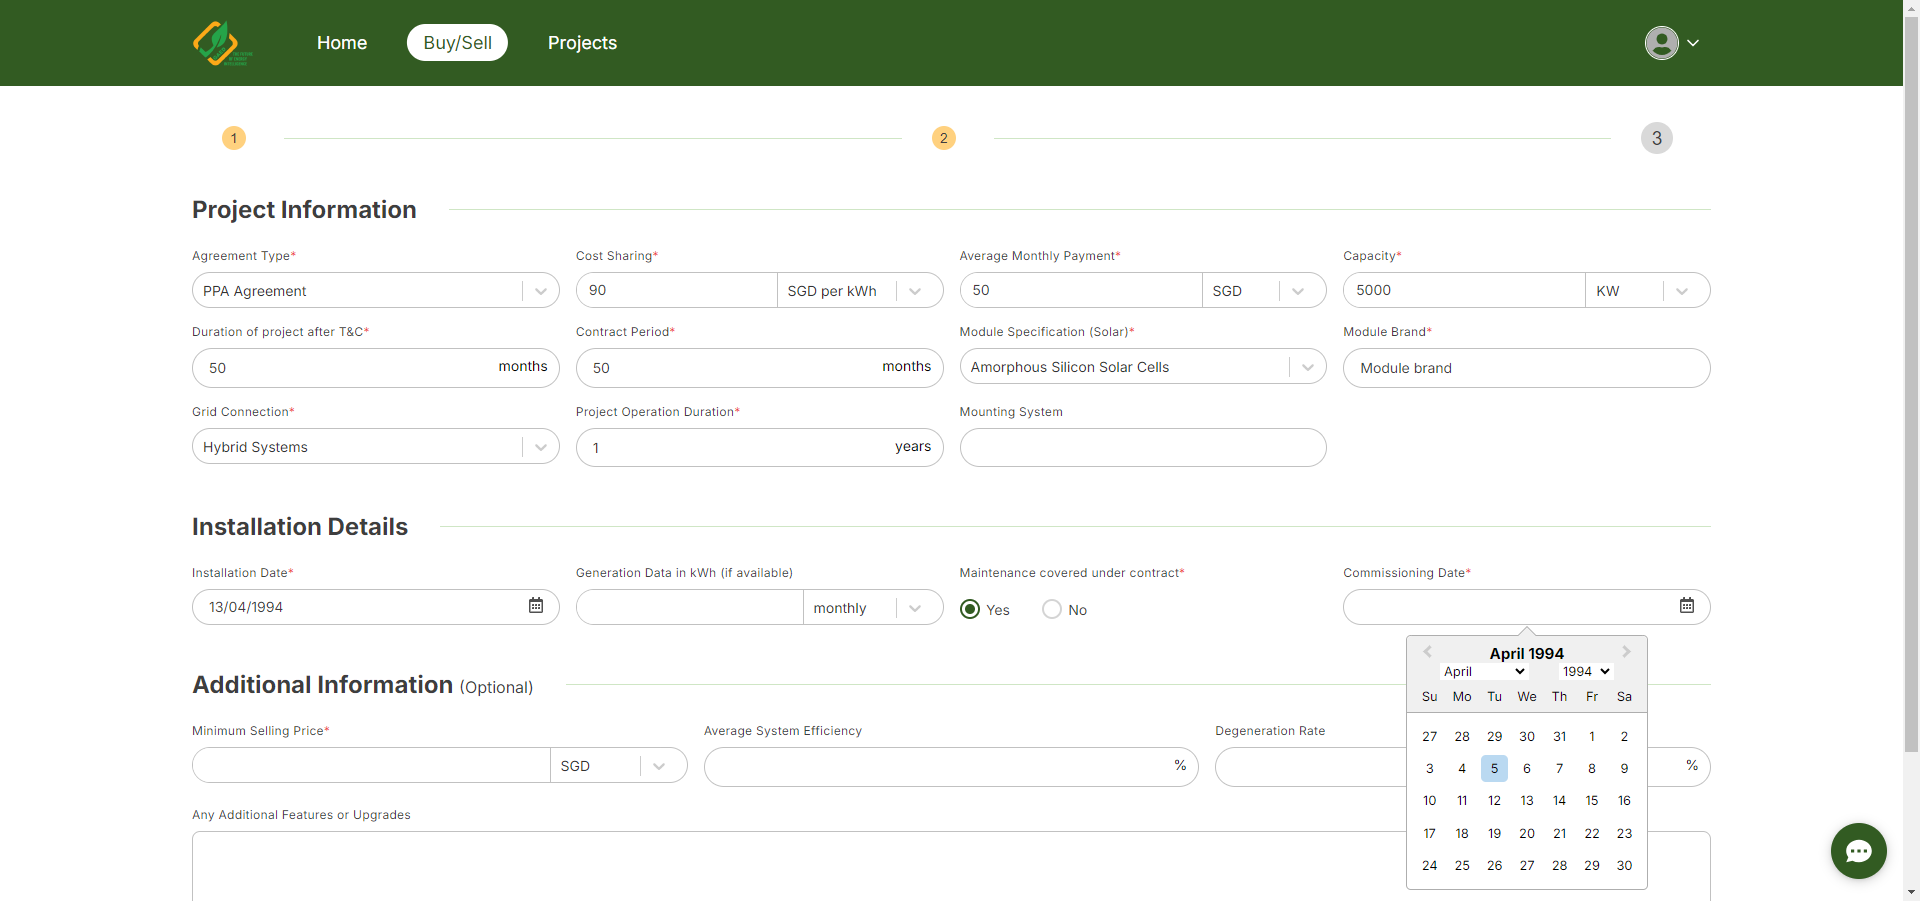 Home Buy/Sell Projects
1 2 3
Project Information
Agreement Type* Cost Sharing* Average Monthly Payment* Capacity*
PPA Agreement 90 SGD per kWh 50 SGD 5000 KW
Duration of project after T&C* Contract Period* Module Specification (Solar)* Module Brand*
50 months 50 months Amorphous Silicon Solar Cells Module brand
Grid Connection* Project Operation Duration* Mounting System
Hybrid Systems 1 years
Installation Details
Installation Date* Generation Data in kWh (if available) Maintenance covered under contract* Commissioning Date*
13/04/1994 monthly Yes No
April 1994
April 1994
Su Mo Tu We Th Fr Sa
27 28 29 30 31 1 2
3 4 5 6 7 8 9
10 11 12 13 14 15 16
17 18 19 20 21 22 23
24 25 26 27 28 29 30
Additional Information (Optional)
Minimum Selling Price* Average System Efficiency Degeneration Rate
SGD % %
Any Additional Features or Upgrades